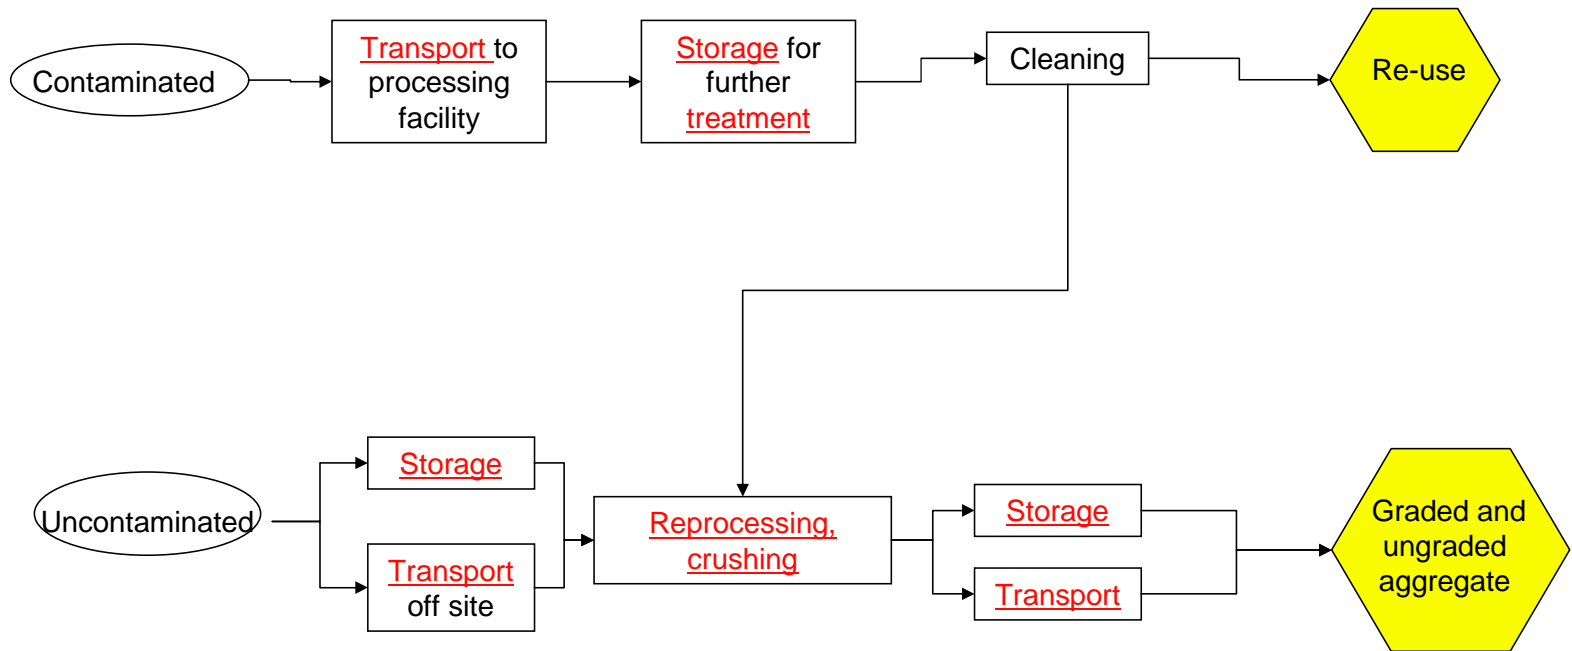 Contaminated
Transport to
processing
facility
Storage for
further
treatment
Cleaning
Re-use
Uncontaminated
Storage
Transport
off site
Reprocessing,
crushing
Storage
Transport
Graded and
ungraded
aggregate